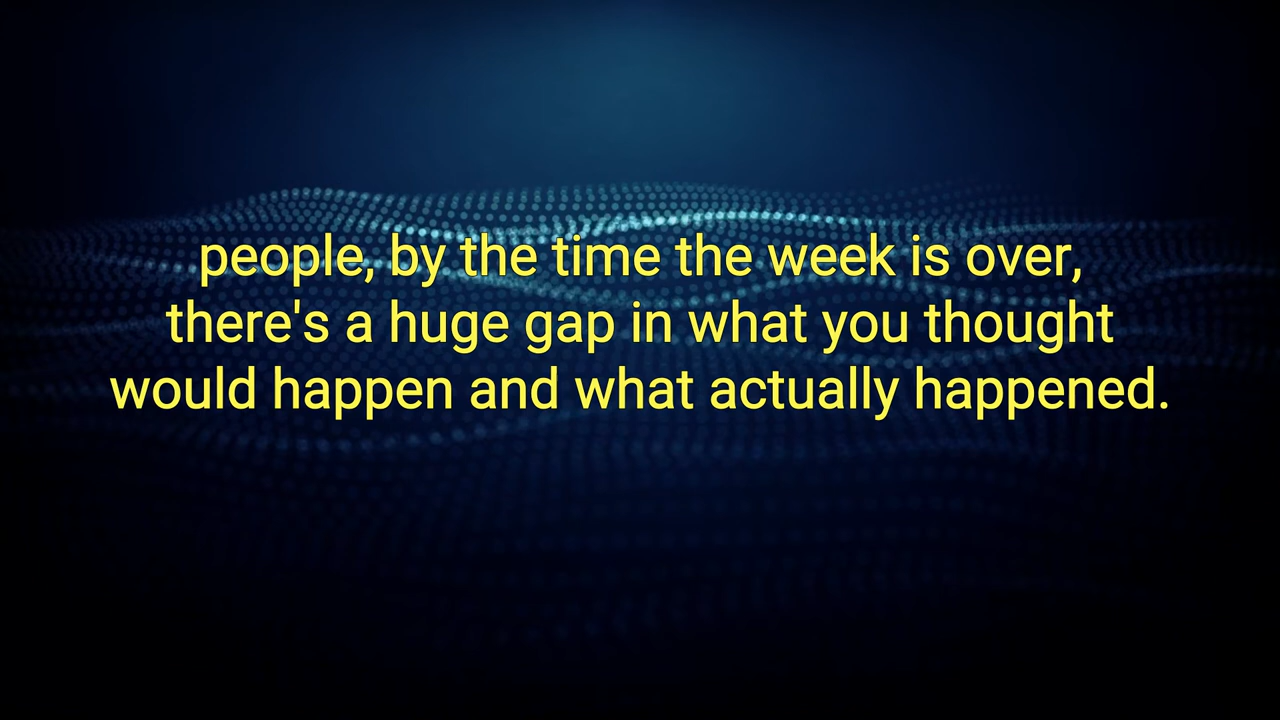 people, by the time the week is over,
there's a huge gap in what you thought
would happen and what actually happened.